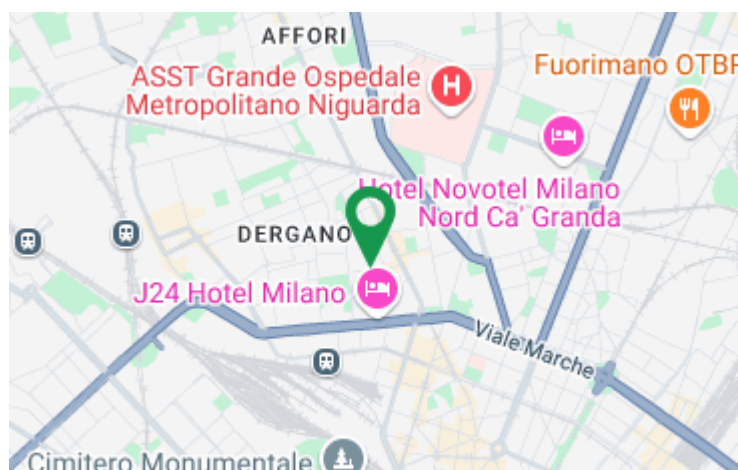 AFFORI
ASST Grande Ospedale
Metropolitano Niguarda
H
Fuorimano OTBR
Hotel Novotel Milano
Nord Ca' Granda
DERGANO
J24 Hotel Milano
Viale Marche
Cimitero Monumentale